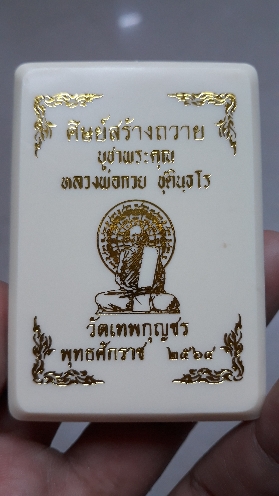 ศิษย์สร้างถวาย
บูชาพระคุณ
หลวงพ่อกวย ชุตินฺธโร
วัดเทพกุญชร
พุทธศักราช ๒๕๖๔